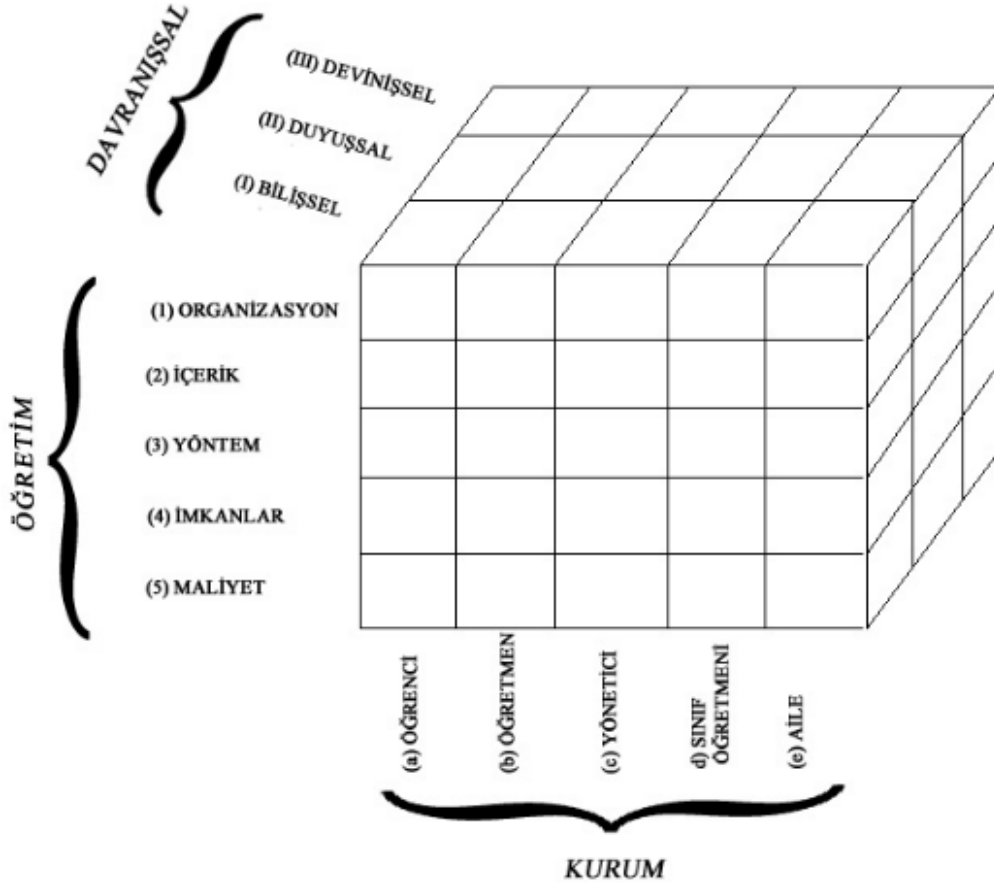 DAVRANIŞSAL
(III) DEVİNİŞSEL
(II) DUYUŞSAL
(I) BİLİŞSEL
ÖĞRETİM
(1) ORGANİZASYON
(2) İÇERİK
(3) YÖNTEM
(4) İMKANLAR
(5) MALİYET
(a) ÖĞRENCİ
(b) ÖĞRETMEN
(c) YÖNETİCİ
d) SINIF
ÖĞRETMENİ
(e) AİLE
KURUM